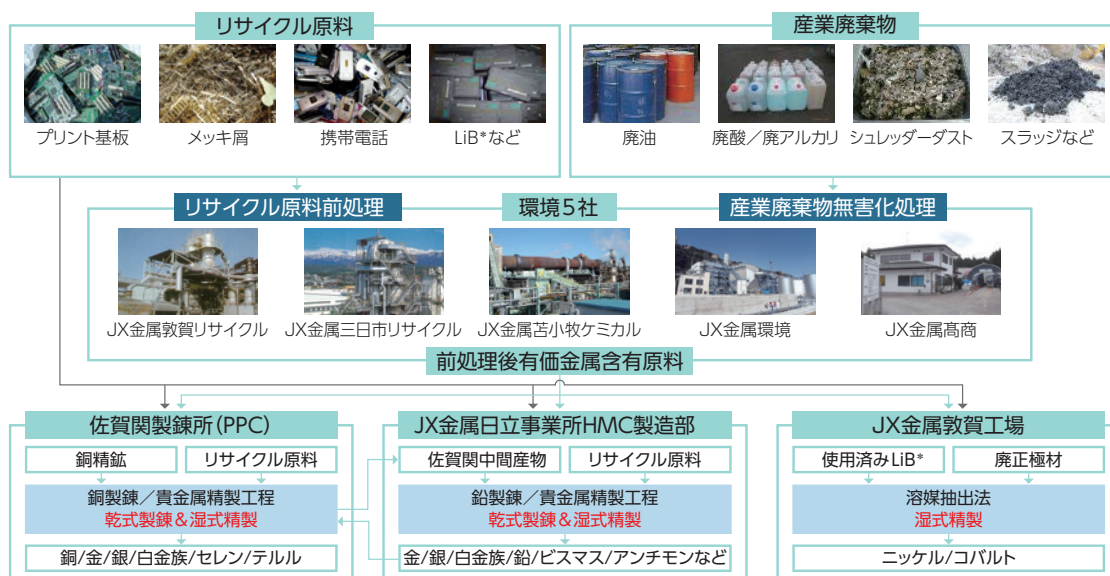 リサイクル原料
産業廃棄物
プリント基板
メッキ屑
携帯電話
LiB*など
廃油
廃酸／廃アルカリ
シュレッダーダスト
スラッジなど
リサイクル原料前処理
環境5社
産業廃棄物無害化処理
JX金属敦賀リサイクル
JX金属三日市リサイクル
JX金属苫小牧ケミカル
JX金属環境
JX金属髙商
前処理後有価金属含有原料
佐賀関製錬所（PPC）
銅精鉱
リサイクル原料
銅製錬／貴金属精製工程
乾式製錬＆湿式精製
銅/金/銀/白金族/セレン/テルル
JX金属日立事業所HMC製造部
佐賀関中間産物
リサイクル原料
鉛製錬／貴金属精製工程
乾式製錬＆湿式精製
金/銀/白金族/鉛/ビスマス/アンチモンなど
JX金属敦賀工場
使用済みLiB*
廃正極材
溶媒抽出法
湿式精製
ニッケル/コバルト